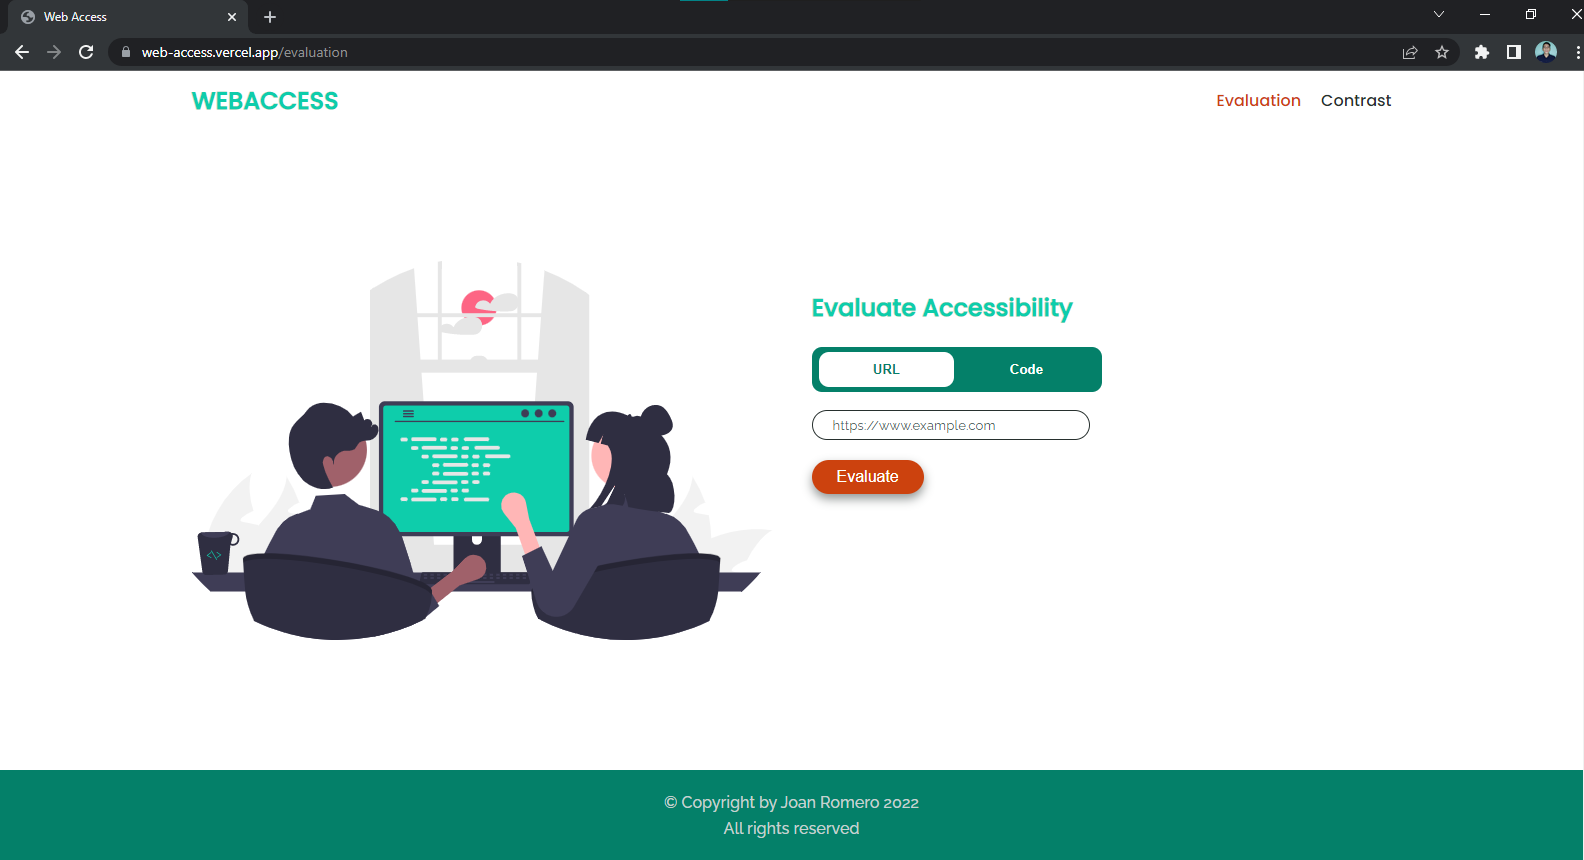 Web Access
web-access.vercel.app/evaluation
WEBACCESS
Evaluation
Contrast
Evaluate Accessibility
URL
Code
https://www.example.com
Evaluate
</>
© Copyright by Joan Romero 2022
All rights reserved